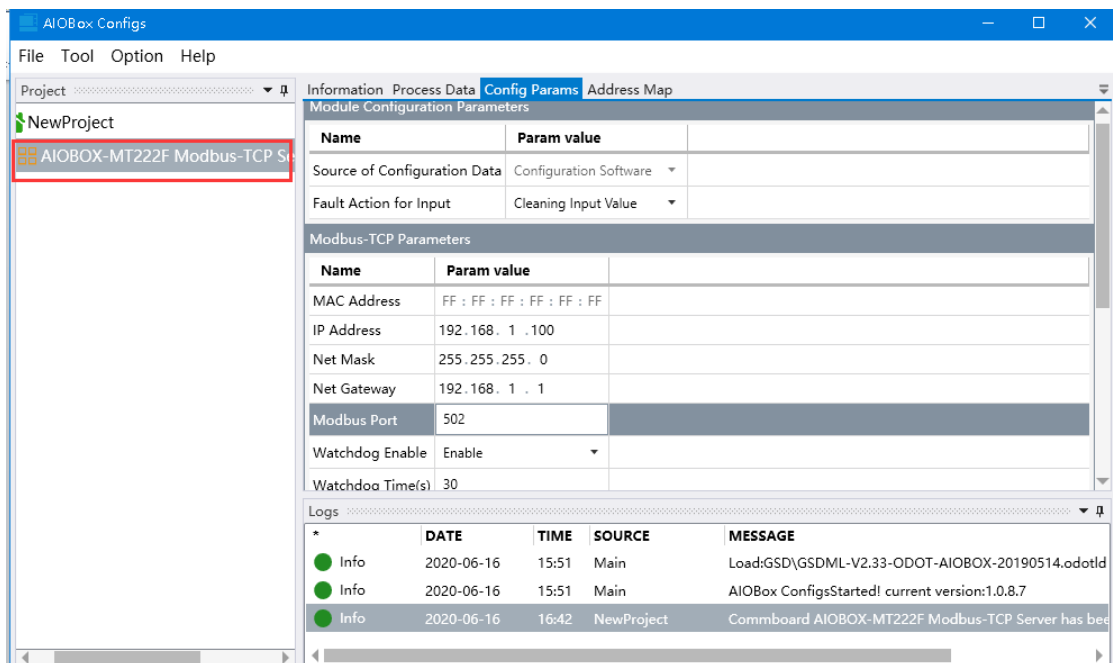 AIOBox Configs
File Tool Option Help
Project
NewProject
AIOBOX-MT222F Modbus-TCP Se
Information Process Data Config Params Address Map
Module Configuration Parameters
Name Param value
Source of Configuration Data Configuration Software
Fault Action for Input Cleaning Input Value
Modbus-TCP Parameters
Name Param value
MAC Address FF : FF : FF : FF : FF : FF
IP Address 192.168. 1 .100
Net Mask 255.255.255. 0
Net Gateway 192.168. 1 . 1
Modbus Port 502
Watchdog Enable Enable
Watchdog Time(s) 30
Logs
* DATE TIME SOURCE MESSAGE
Info 2020-06-16 15:51 Main Load:GSD\GSDML-V2.33-ODOT-AIOBOX-20190514.odotld
Info 2020-06-16 15:51 Main AIOBox ConfigsStarted! current version:1.0.8.7
Info 2020-06-16 16:42 NewProject Commboard AIOBOX-MT222F Modbus-TCP Server has bee